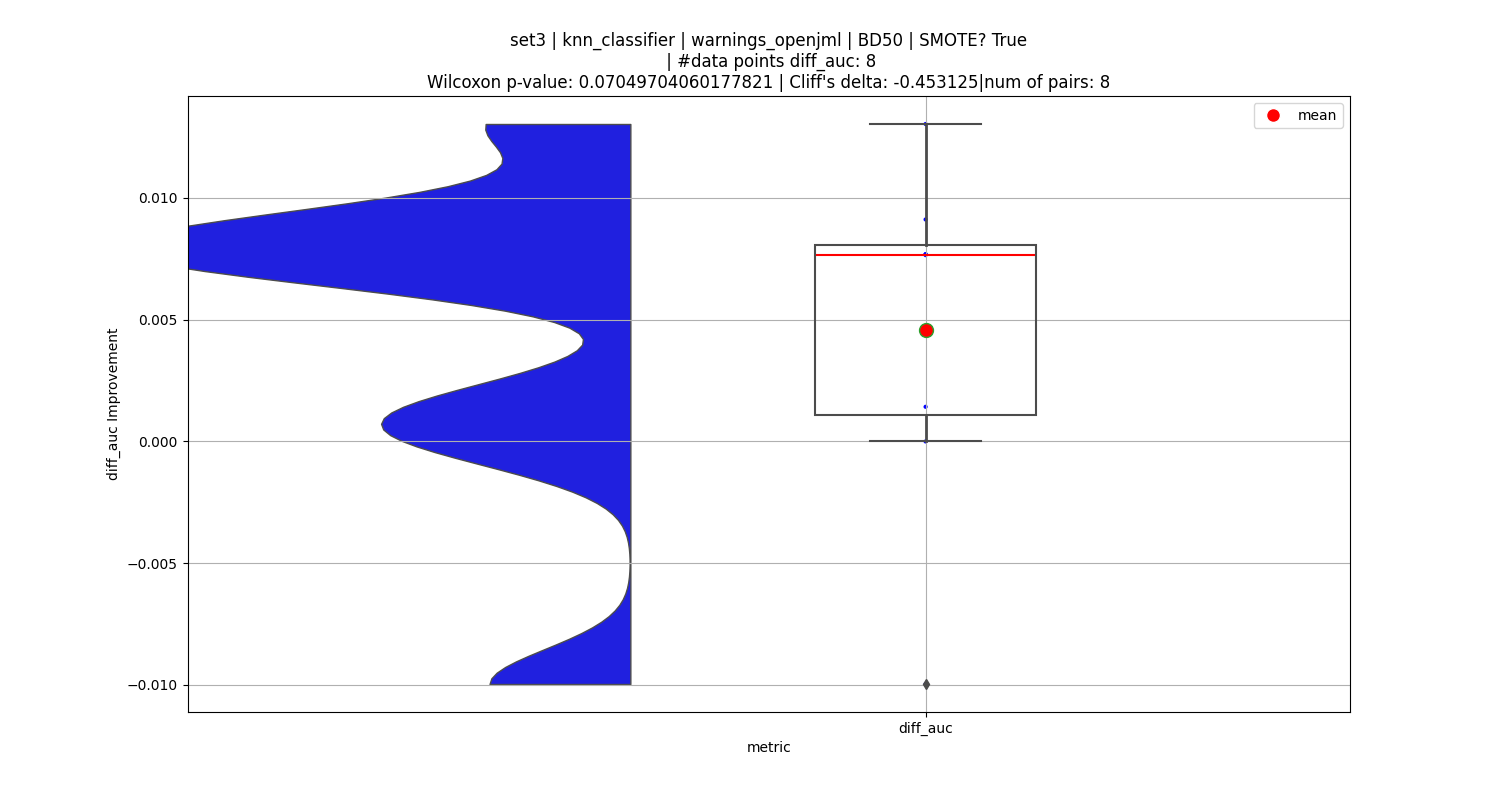 set3 | knn_classifier | warnings_openjml | BD50 | SMOTE? True
| #data points diff_auc: 8
Wilcoxon p-value: 0.07049704060177821 | Cliff's delta: -0.453125|num of pairs: 8
mean
0.010
0.005
0.000
−0.005
−0.010
diff_auc Improvement
diff_auc
metric